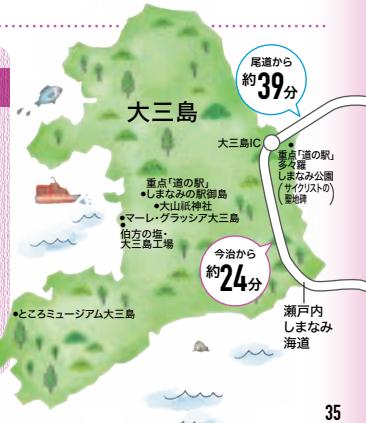 尾道から
約39分
大三島
大三島IC
重点「道の駅」
多々羅
しまなみ公園
(サイクリストの
聖地碑)
重点「道の駅」
しまなみの駅御島
大山祇神社
マーレ・グラッシア大三島
伯方の塩・
大三島工場
今治から
約24分
ところミュージアム大三島
瀬戸内
しまなみ
海道
35